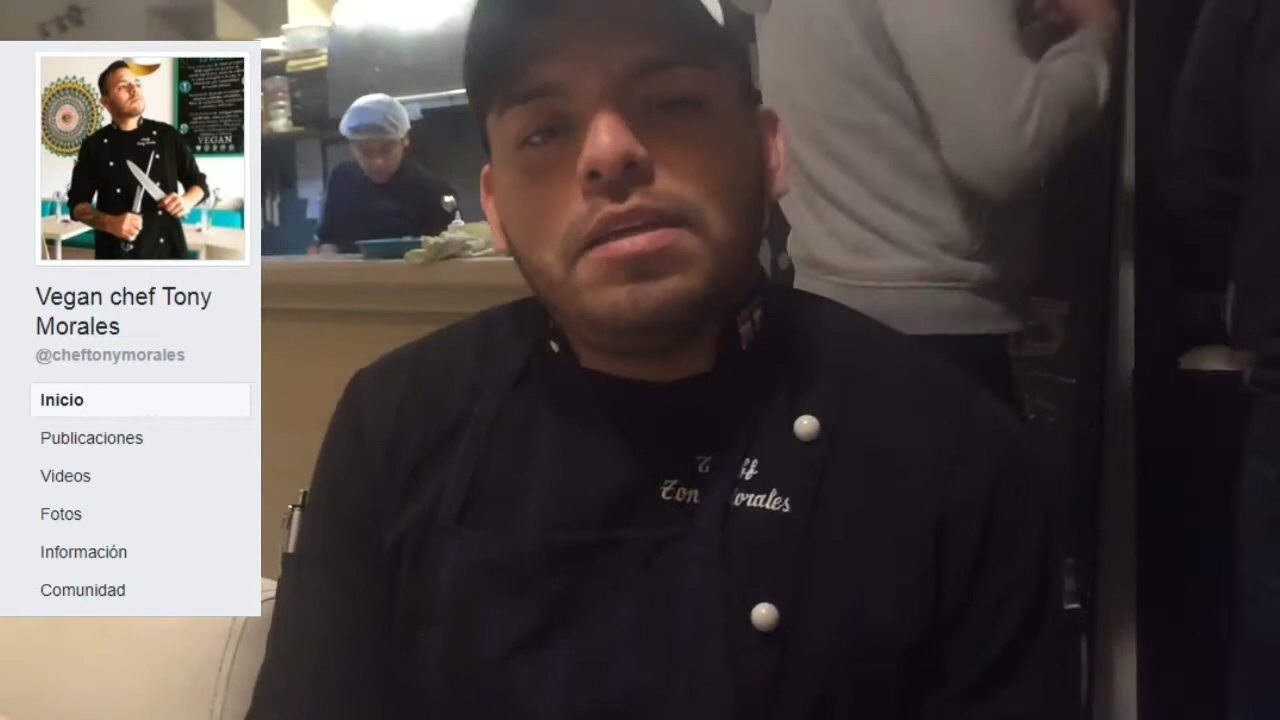 VEGAN
Vegan chef Tony
Morales
@cheftonymorales
Inicio
Publicaciones
Videos
Fotos
Información
Comunidad